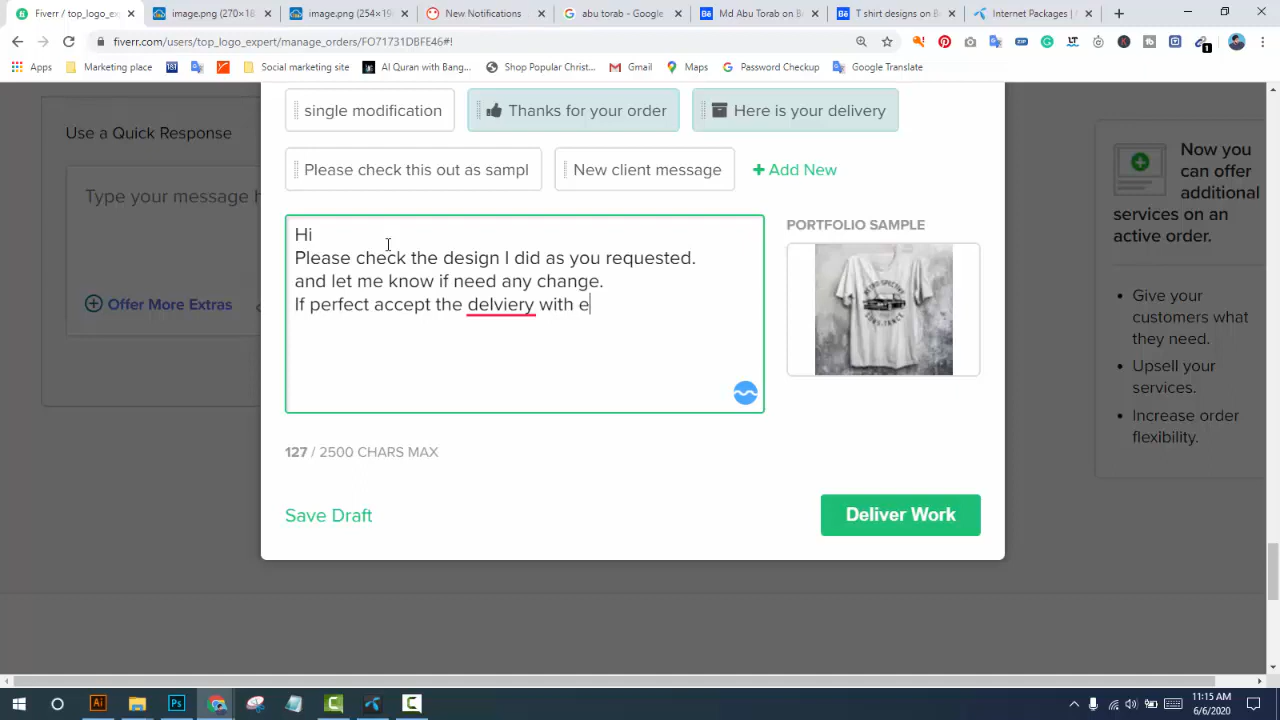 Fiverr / top_logo_ex
image.png (270×18
image.png (254×19
New Notifications
abu torab - Google
Md Abu Torab on B
T shirt designs on B
Internet Packages |
fiverr.com/users/top_logo_expert/manage_orders/FO71731DBFE46#!
Apps
Marketing place
Social marketing site
Al Quran with Bang...
Shop Popular Christ...
Gmail
Maps
Password Checkup
Google Translate
Use a Quick Response
Type your message h
Offer More Extras
single modification
Thanks for your order
Here is your delivery
Please check this out as sampl
New client message
+ Add New
Hi
Please check the design I did as you requested.
and let me know if need any change.
If perfect accept the delviery with e
127 / 2500 CHARS MAX
PORTFOLIO SAMPLE
Save Draft
Deliver Work
Now you
can offer
additional
services on an
active order.
• Give your
customers what
they need.
• Upsell your
services.
• Increase order
flexibility.
11:15 AM
6/6/2020